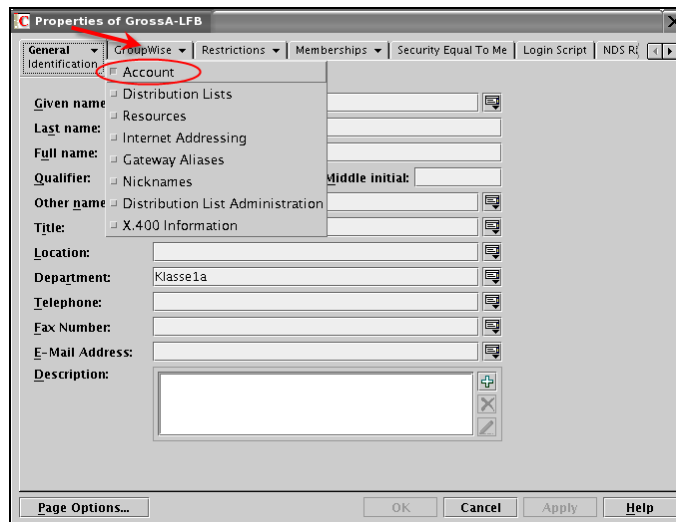 Properties of GrossA-LFB
General GroupWise Restrictions Memberships Security Equal To Me Login Script NDS Ri
Identification
Account
Distribution Lists
Resources
Internet Addressing
Gateway Aliases
Nicknames
Distribution List Administration
X.400 Information
Given name
Last name:
Full name:
Qualifier: Middle initial:
Other name
Title:
Location:
Department: Klasse1a
Telephone:
Fax Number:
E-Mail Address:
Description:
Page Options... OK Cancel Apply Help